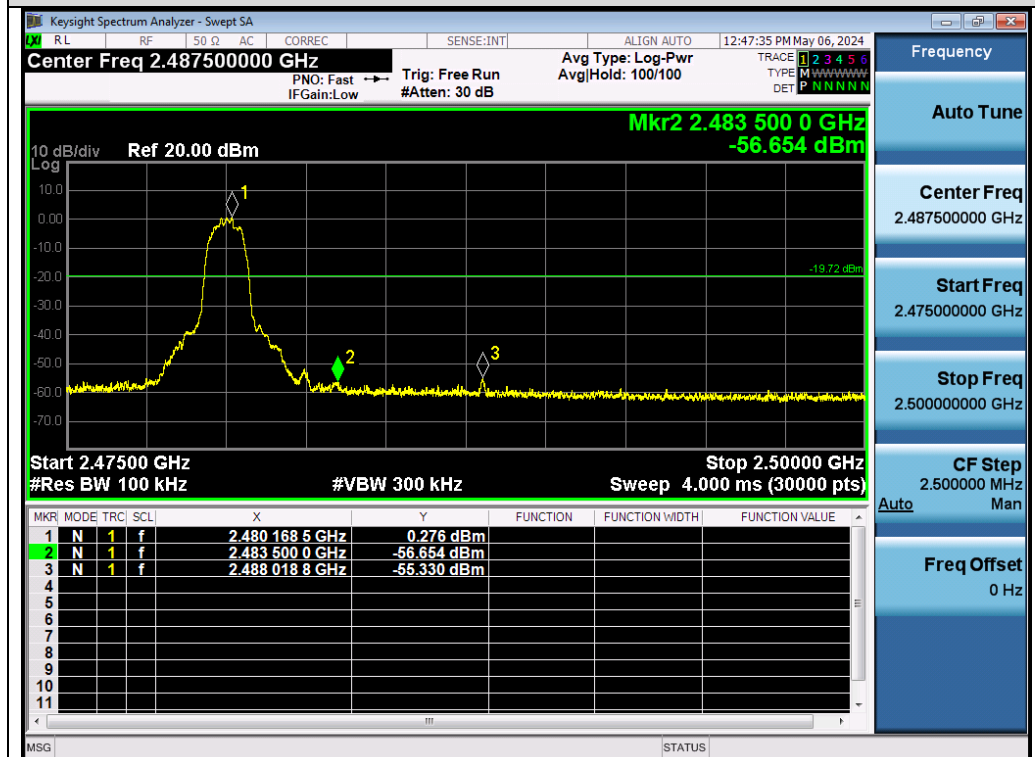 Keysight Spectrum Analyzer - Swept SA
LXI RL RF 50 Ω AC CORREC SENSE:INT ALIGN AUTO 12:47:35 PM May 06, 2024
Center Freq 2.487500000 GHz
PNO: Fast
IFGain:Low
Trig: Free Run
#Atten: 30 dB
Avg Type: Log-Pwr
Avg|Hold: 100/100
TRACE 1 2 3 4 5 6
TYPE M WWWWW
DET P N N N N N
Mkr2 2.483 500 0 GHz
-56.654 dBm
10 dB/div Ref 20.00 dBm
Log
10.0
0.00
-10.0
-20.0
-30.0
-40.0
-50.0
-60.0
-70.0
1
-19.72 dBm
2
3
Start 2.47500 GHz Stop 2.50000 GHz
#Res BW 100 kHz #VBW 300 kHz Sweep 4.000 ms (30000 pts)
MKR MODE TRC SCL X Y FUNCTION FUNCTION WIDTH FUNCTION VALUE
1 N 1 f 2.480 168 5 GHz 0.276 dBm
2 N 1 f 2.483 500 0 GHz -56.654 dBm
3 N 1 f 2.488 018 8 GHz -55.330 dBm
4
5
6
7
8
9
10
11
MSG STATUS
Frequency
Auto Tune
Center Freq
2.487500000 GHz
Start Freq
2.475000000 GHz
Stop Freq
2.500000000 GHz
CF Step
2.500000 MHz
Auto Man
Freq Offset
0 Hz